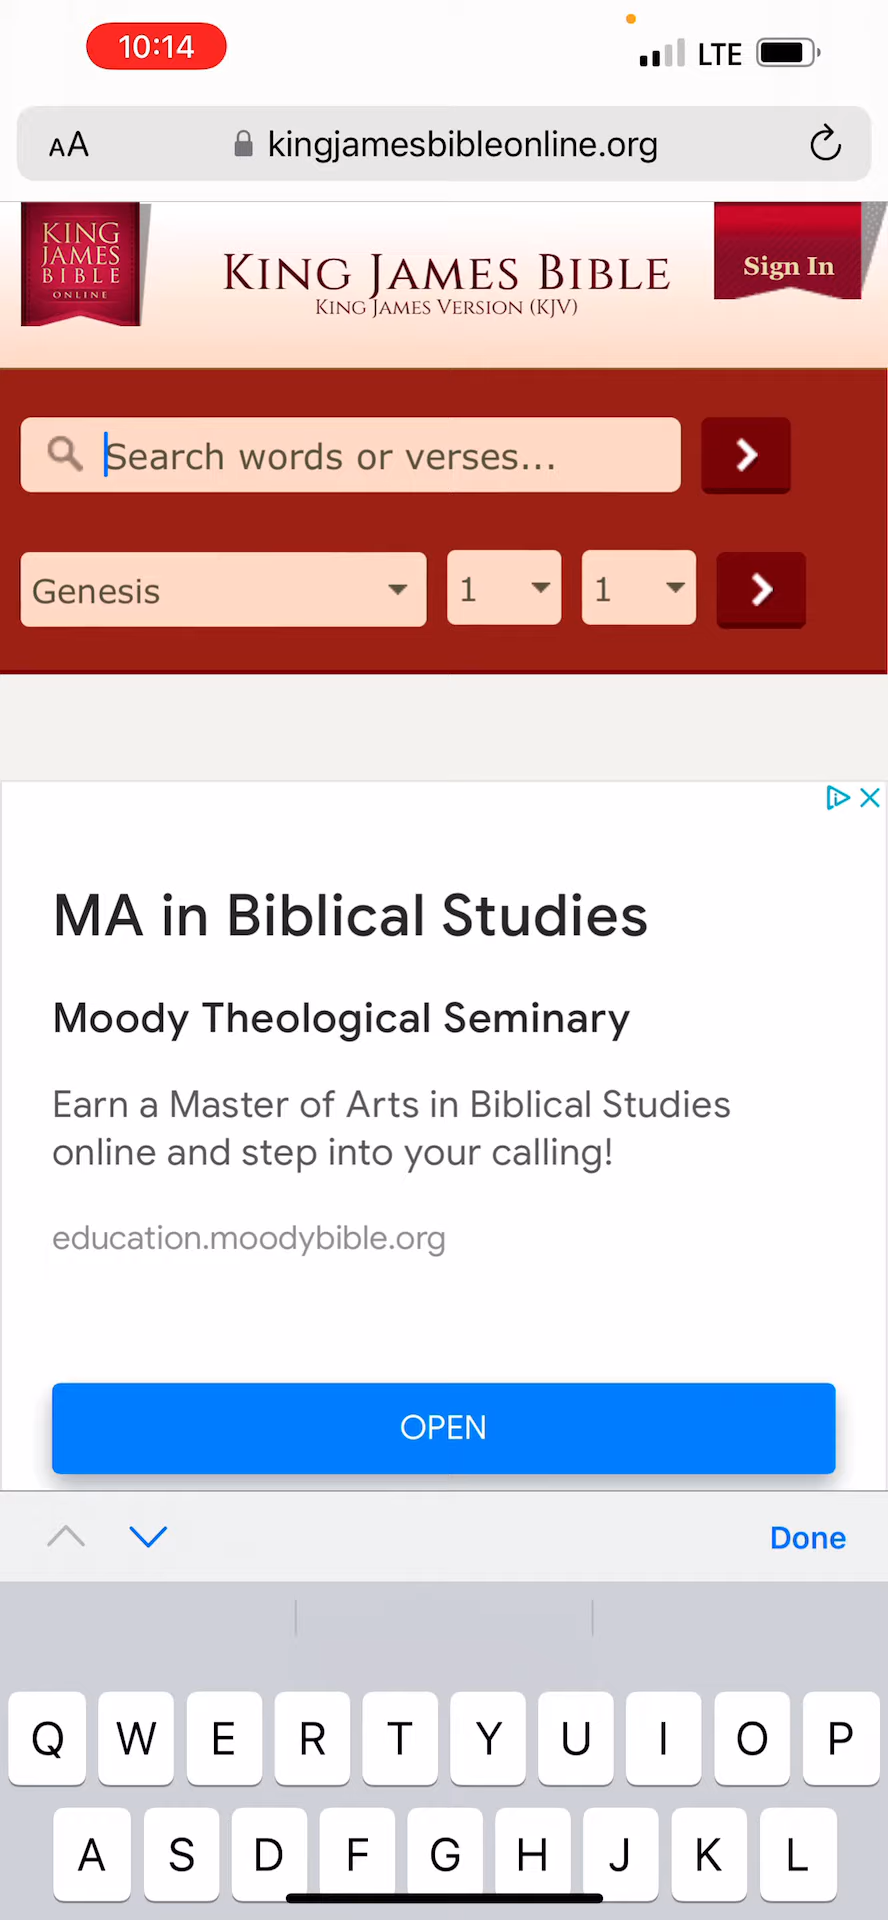 10:14
LTE
AA kingjamesbibleonline.org
KING
JAMES
BIBLE
ONLINE
KING JAMES BIBLE
KING JAMES VERSION (KJV)
Sign In
Search words or verses...
Genesis 1 1
MA in Biblical Studies
Moody Theological Seminary
Earn a Master of Arts in Biblical Studies
online and step into your calling!
education.moodybible.org
OPEN
Done
Q W E R T Y U I O P
A S D F G H J K L